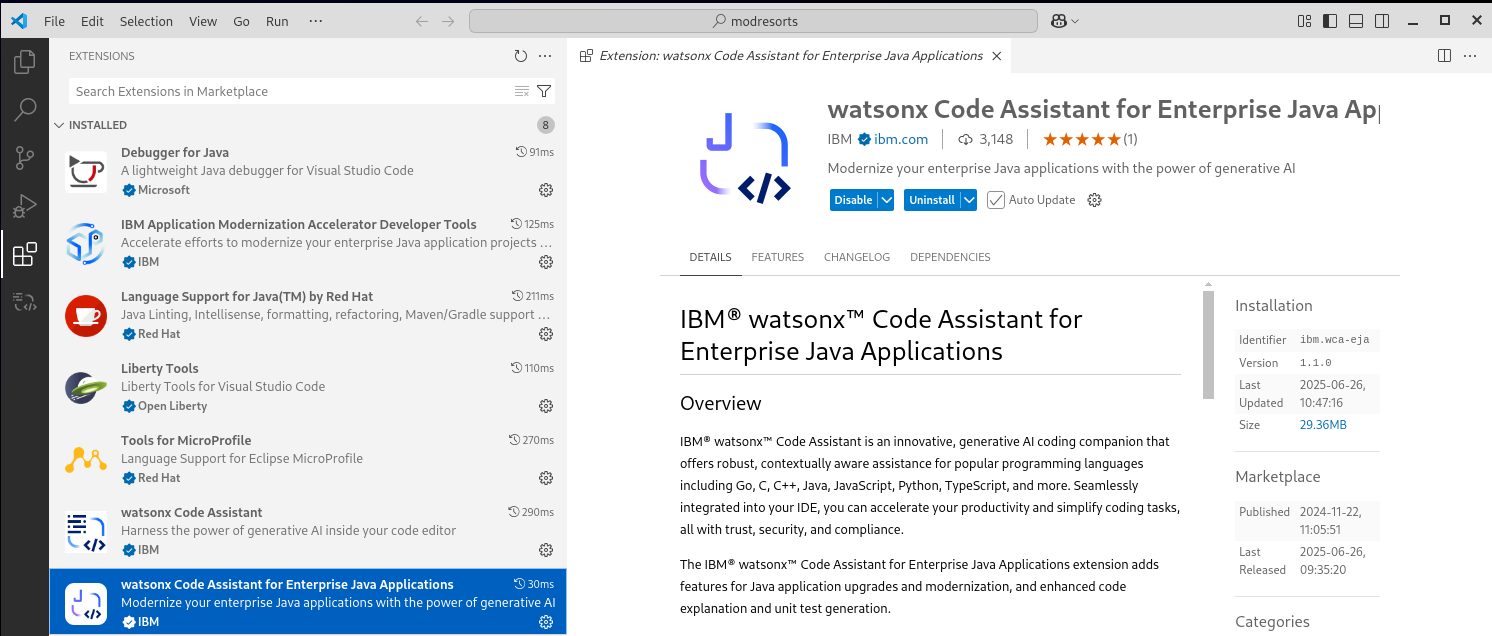 File Edit Selection View Go Run ···
modresorts
EXTENSIONS
Search Extensions in Marketplace
INSTALLED 8
Debugger for Java 91ms
A lightweight Java debugger for Visual Studio Code
Microsoft
IBM Application Modernization Accelerator Developer Tools 125ms
Accelerate efforts to modernize your enterprise Java application projects ...
IBM
Language Support for Java(TM) by Red Hat 211ms
Java Linting, Intellisense, formatting, refactoring, Maven/Gradle support ...
Red Hat
Liberty Tools 110ms
Liberty Tools for Visual Studio Code
Open Liberty
Tools for MicroProfile 270ms
Language Support for Eclipse MicroProfile
Red Hat
watsonx Code Assistant 290ms
Harness the power of generative AI inside your code editor
IBM
watsonx Code Assistant for Enterprise Java Applications 30ms
Modernize your enterprise Java applications with the power of generative AI
IBM
Extension: watsonx Code Assistant for Enterprise Java Applications
watsonx Code Assistant for Enterprise Java App
IBM ibm.com 3,148 ★★★★★(1)
Modernize your enterprise Java applications with the power of generative AI
Disable Uninstall Auto Update
DETAILS FEATURES CHANGELOG DEPENDENCIES
IBM® watsonx™ Code Assistant for
Enterprise Java Applications
Overview
IBM® watsonx™ Code Assistant is an innovative, generative AI coding companion that
offers robust, contextually aware assistance for popular programming languages
including Go, C, C++, Java, JavaScript, Python, TypeScript, and more. Seamlessly
integrated into your IDE, you can accelerate your productivity and simplify coding tasks,
all with trust, security, and compliance.
The IBM® watsonx™ Code Assistant for Enterprise Java Applications extension adds
features for Java application upgrades and modernization, and enhanced code
explanation and unit test generation.
Installation
Identifier ibm.wca-eja
Version 1.1.0
Last Updated 2025-06-26, 10:47:16
Size 29.36MB
Marketplace
Published 2024-11-22, 11:05:51
Last Released 2025-06-26, 09:35:20
Categories